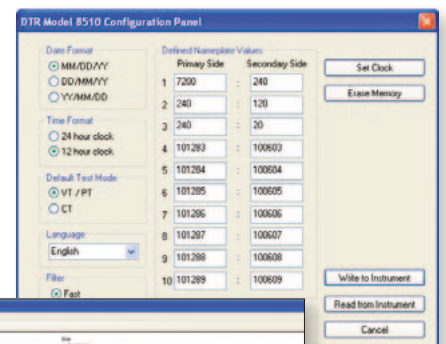 DTR Model 8510 Configuration Panel
Date Format
MM/DD/YY
DD/MM/YY
YY/MM/DD
Time Format
24 hour clock
12 hour clock
Default Test Mode
VT / PT
CT
Language
English
Filter
Fast
Defined Nameplate Values
Primary Side Secondary Side
1 7200 : 240
2 240 : 120
3 240 : 20
4 101283 : 100603
5 101284 : 100604
6 101285 : 100605
7 101286 : 100606
8 101287 : 100607
9 101288 : 100608
10 101289 : 100609
Set Clock
Erase Memory
Write to Instrument
Read from Instrument
Cancel